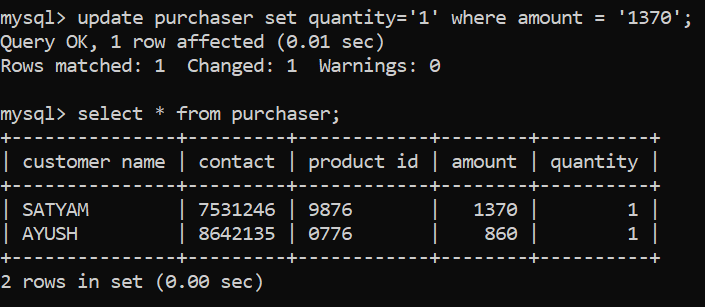 mysql> update purchaser set quantity='1' where amount = '1370';
Query OK, 1 row affected (0.01 sec)
Rows matched: 1  Changed: 1  Warnings: 0

mysql> select * from purchaser;
+---------------+---------+------------+--------+----------+
| customer name | contact | product id | amount | quantity |
+---------------+---------+------------+--------+----------+
| SATYAM        | 7531246 | 9876       |   1370 |        1 |
| AYUSH         | 8642135 | 0776       |    860 |        1 |
+---------------+---------+------------+--------+----------+
2 rows in set (0.00 sec)